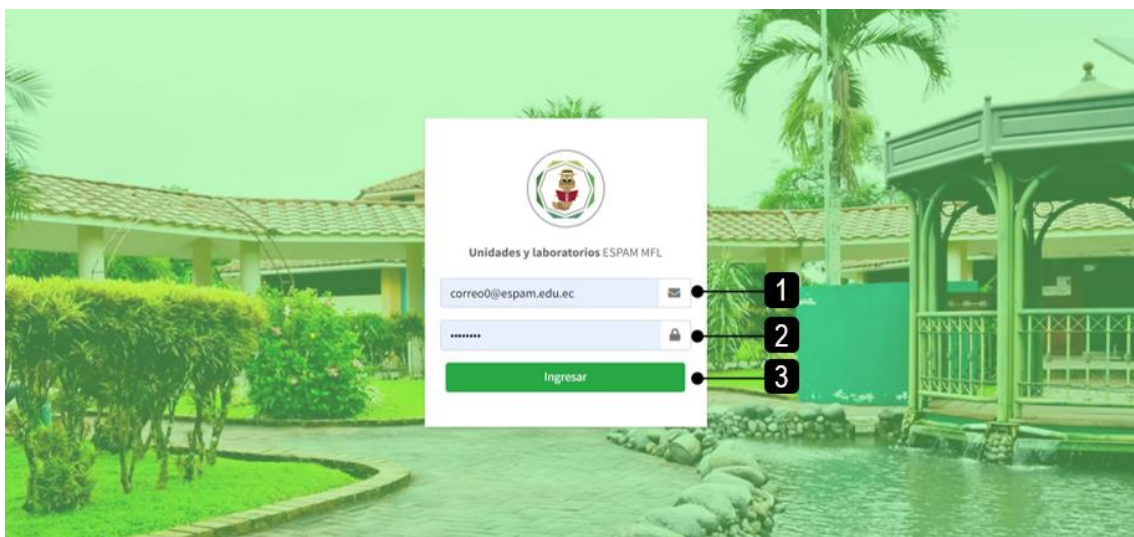 Unidades y laboratorios ESPAM MFL
correo0@espam.edu.ec
1
••••••••
2
Ingresar
3